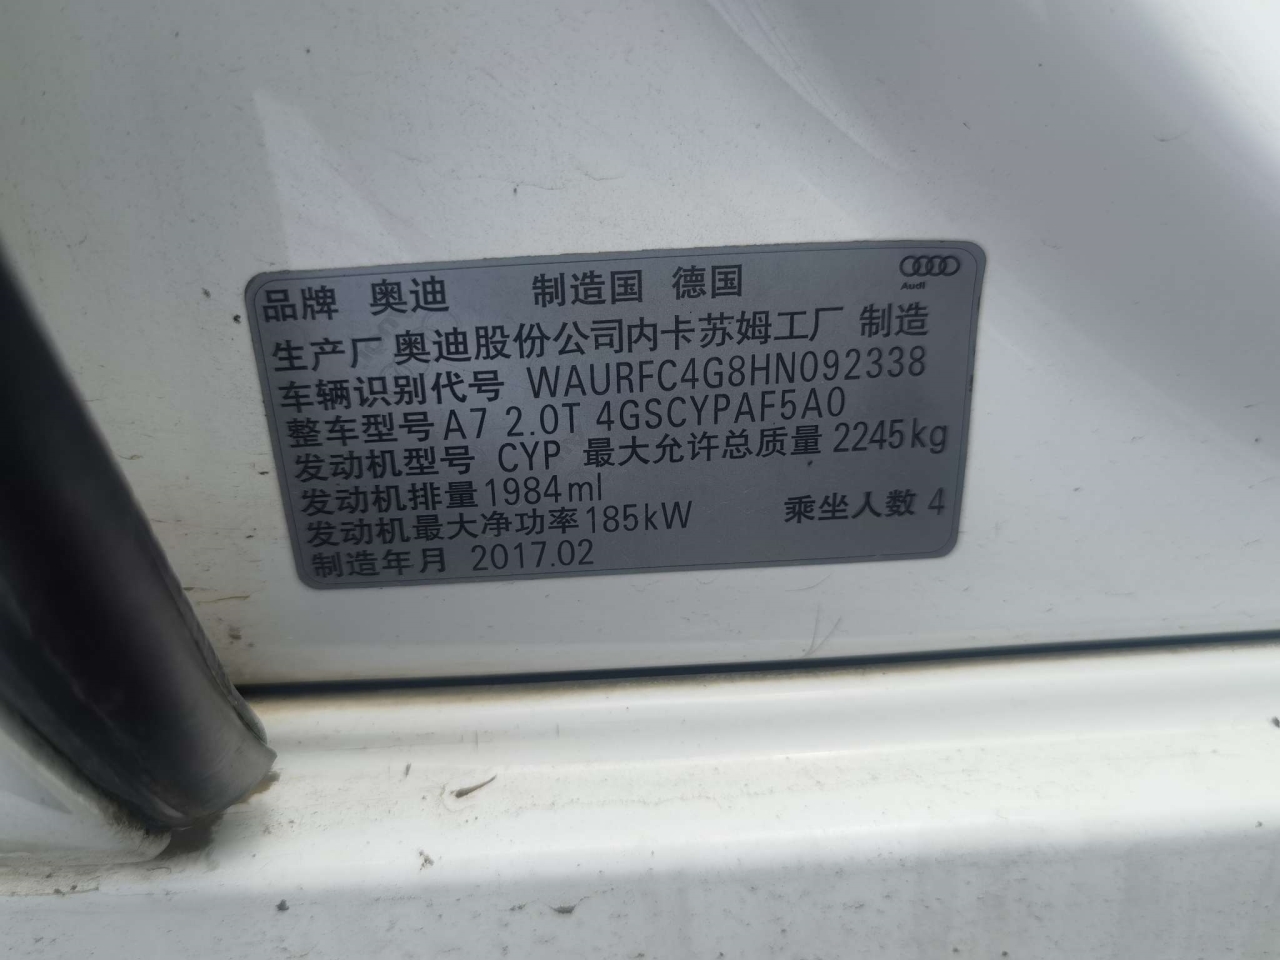 品牌 奥迪 制造国 德国
Audi
生产厂 奥迪股份公司内卡苏姆工厂 制造
车辆识别代号 WAURFC4G8HN092338
整车型号 A7 2.0T 4GSCYPAF5A0
发动机型号 CYP 最大允许总质量 2245kg
发动机排量 1984ml
发动机最大净功率 185kW 乘坐人数 4
制造年月 2017.02